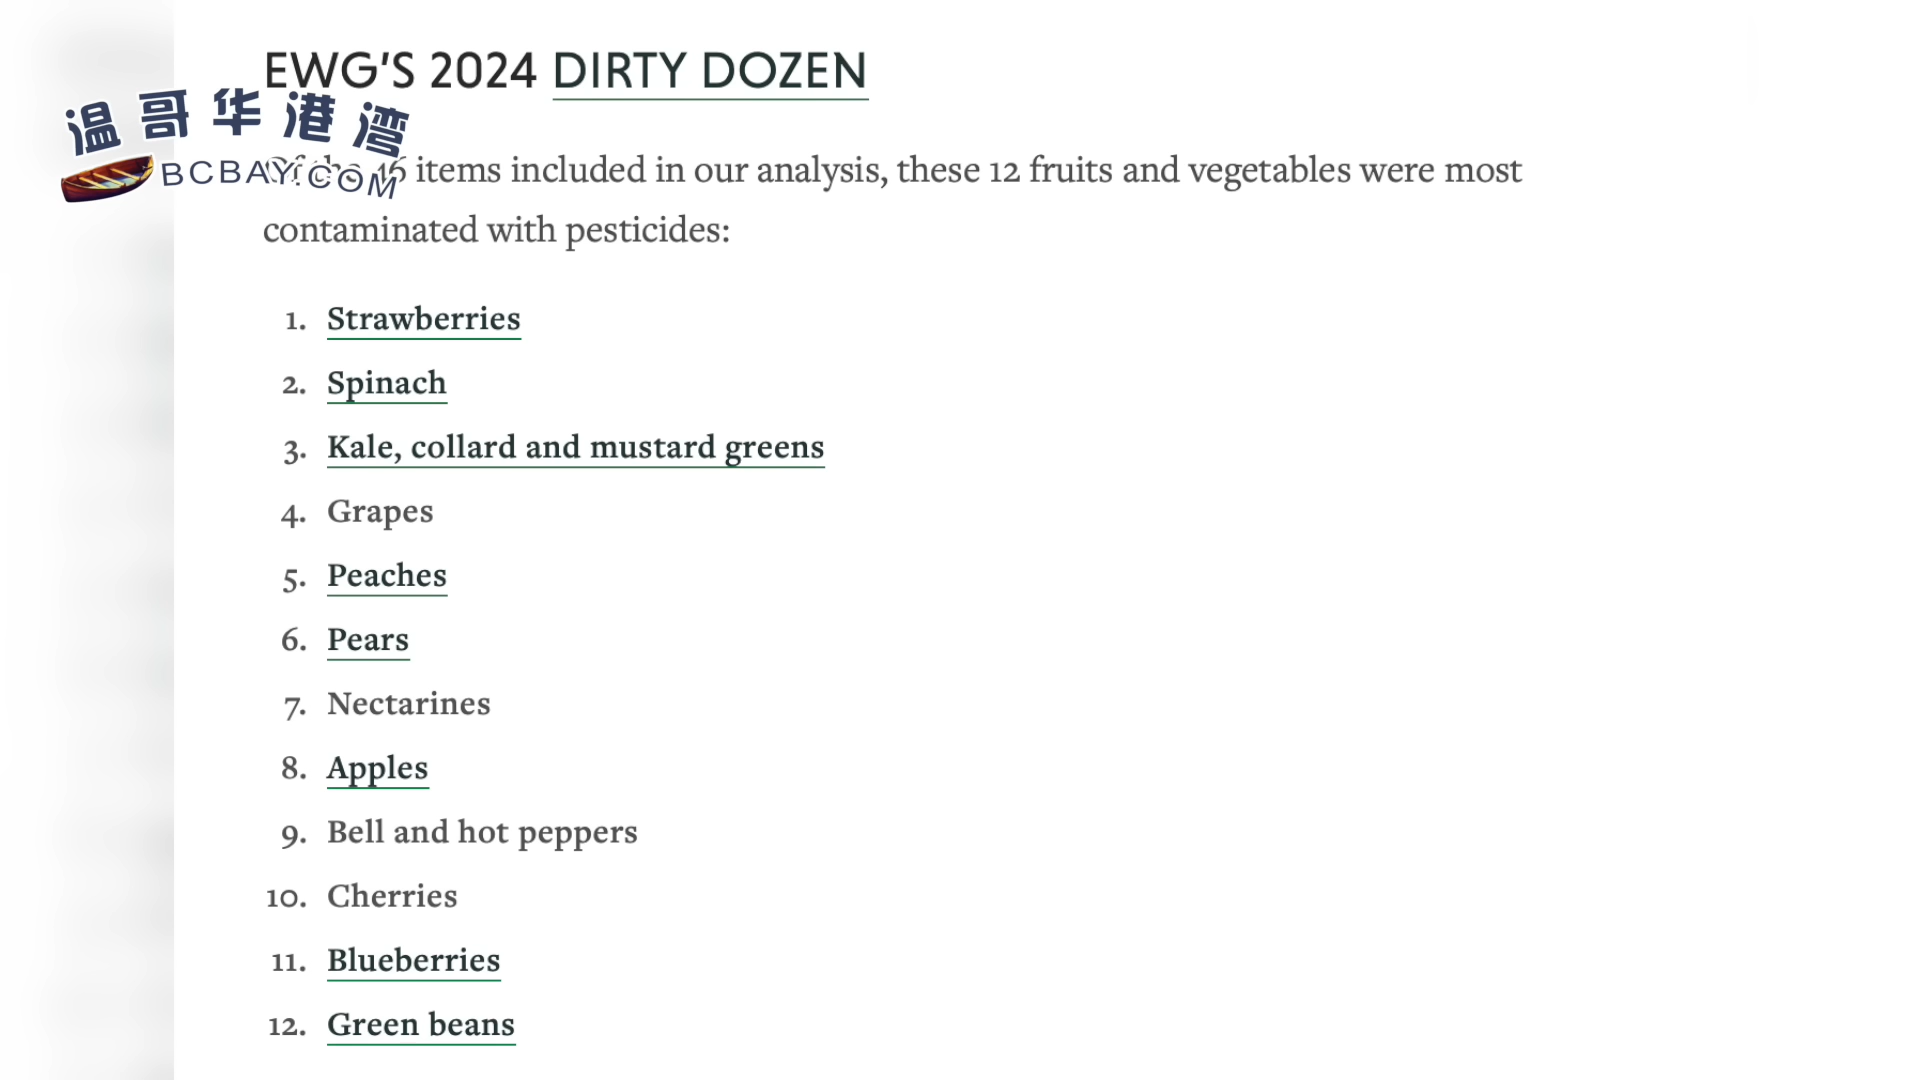 EWG'S 2024 DIRTY DOZEN
温哥华港湾
BCBAY.COM
Of the 46 items included in our analysis, these 12 fruits and vegetables were most
contaminated with pesticides:
1. Strawberries
2. Spinach
3. Kale, collard and mustard greens
4. Grapes
5. Peaches
6. Pears
7. Nectarines
8. Apples
9. Bell and hot peppers
10. Cherries
11. Blueberries
12. Green beans